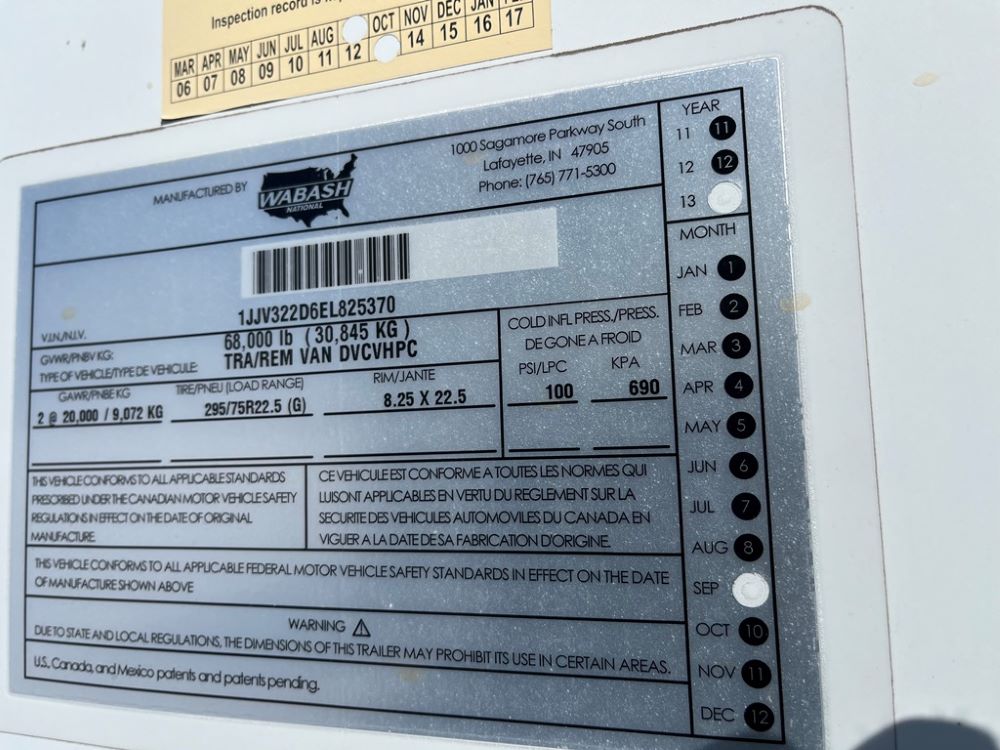 Inspection record is
MAR APR MAY JUN JUL AUG OCT NOV DEC JAN
06 07 08 09 10 11 12 14 15 16 17
MANUFACTURED BY
WABASH
NATIONAL
1000 Sagamore Parkway South
Lafayette, IN 47905
Phone: (765) 771-5300
V.I.N./N.I.V.
1JJV322D6EL825370
GVWR/PNBV KG:
68,000 lb ( 30,845 KG )
TYPE OF VEHICLE/TYPE DE VEHICULE:
TRA/REM VAN DVCVHPC
GAWR/PNBE KG
TIRE/PNEU (LOAD RANGE)
RIM/JANTE
2 @ 20,000 / 9,072 KG
295/75R22.5 (G)
8.25 X 22.5
COLD INFL PRESS./PRESS.
DE GONE A FROID
PSI/LPC KPA
100 690
THIS VEHICLE CONFORMS TO ALL APPLICABLE STANDARDS
PRESCRIBED UNDER THE CANADIAN MOTOR VEHICLE SAFETY
REGULATIONS IN EFFECT ON THE DATE OF ORIGINAL
MANUFACTURE.
CE VEHICULE EST CONFORME A TOUTES LES NORMES QUI
LUI SONT APPLICABLES EN VERTU DU REGLEMENT SUR LA
SECURITE DES VEHICULES AUTOMOVILES DU CANADA EN
VIGUER A LA DATE DE SA FABRICATION D'ORIGINE.
THIS VEHICLE CONFORMS TO ALL APPLICABLE FEDERAL MOTOR VEHICLE SAFETY STANDARDS IN EFFECT ON THE DATE
OF MANUFACTURE SHOWN ABOVE
WARNING
DUE TO STATE AND LOCAL REGULATIONS, THE DIMENSIONS OF THIS TRAILER MAY PROHIBIT ITS USE IN CERTAIN AREAS.
U.S, Canada, and Mexico patents and patents pending.
YEAR
11 11
12 12
13
MONTH
JAN 1
FEB 2
MAR 3
APR 4
MAY 5
JUN 6
JUL 7
AUG 8
SEP
OCT 10
NOV 11
DEC 12